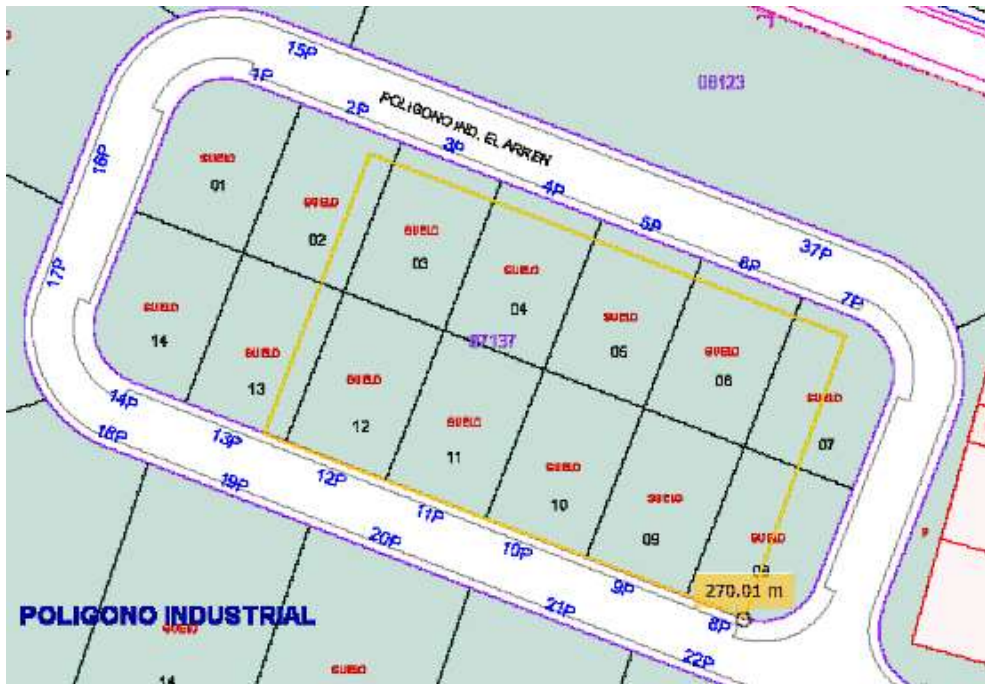 15P
08123
1P
2P
POLIGONO IND. EL ARREN
3P
4P
5P
6P
37P
7P
16P
17P
SUELO
01
SUELO
02
SUELO
03
SUELO
04
SUELO
05
SUELO
06
SUELO
07
07137
SUELO
14
SUELO
13
SUELO
12
SUELO
11
SUELO
10
SUELO
09
SUELO
08
14P
18P
13P
19P
12P
11P
20P
10P
9P
21P
8P
22P
270.01 m
POLIGONO INDUSTRIAL
SUELO
14
SUELO